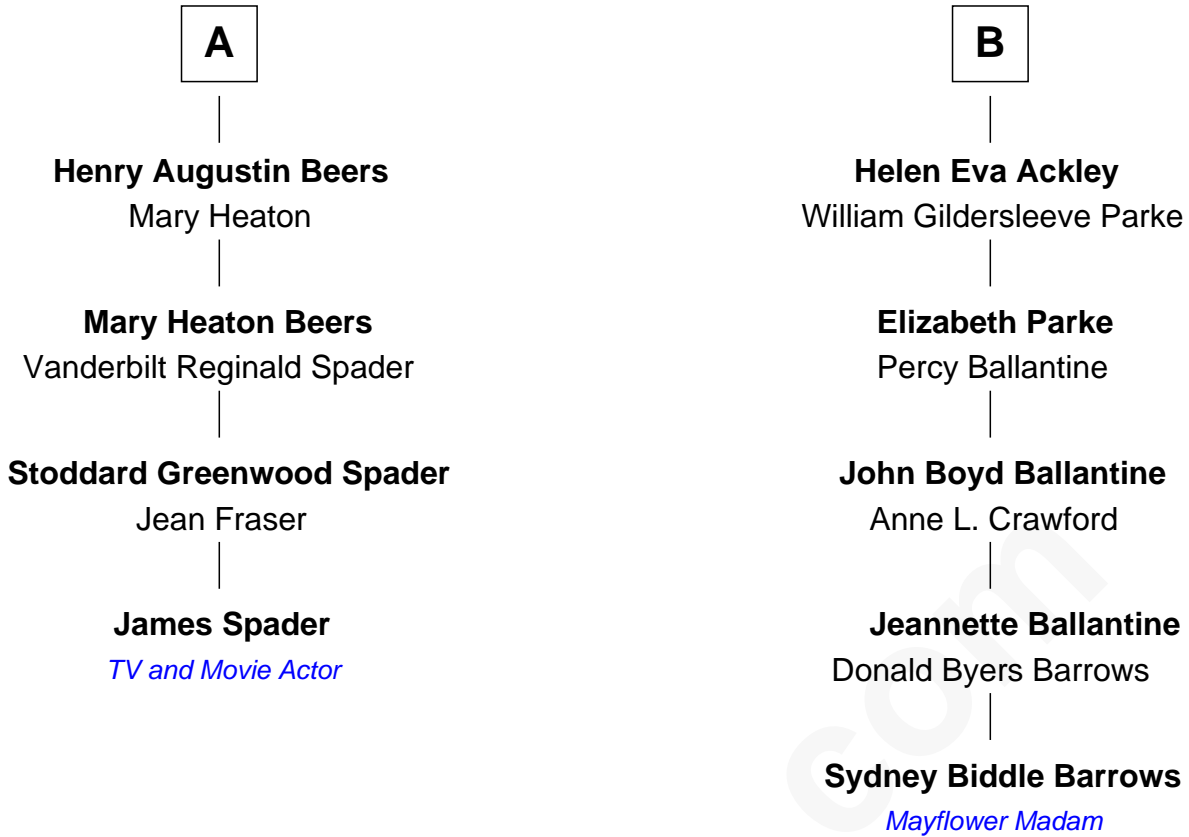 A
Henry Augustin Beers
Mary Heaton
Mary Heaton Beers
Vanderbilt Reginald Spader
Stoddard Greenwood Spader
Jean Fraser
James Spader
TV and Movie Actor
B
Helen Eva Ackley
William Gildersleeve Parke
Elizabeth Parke
Percy Ballantine
John Boyd Ballantine
Anne L. Crawford
Jeannette Ballantine
Donald Byers Barrows
Sydney Biddle Barrows
Mayflower Madam
com